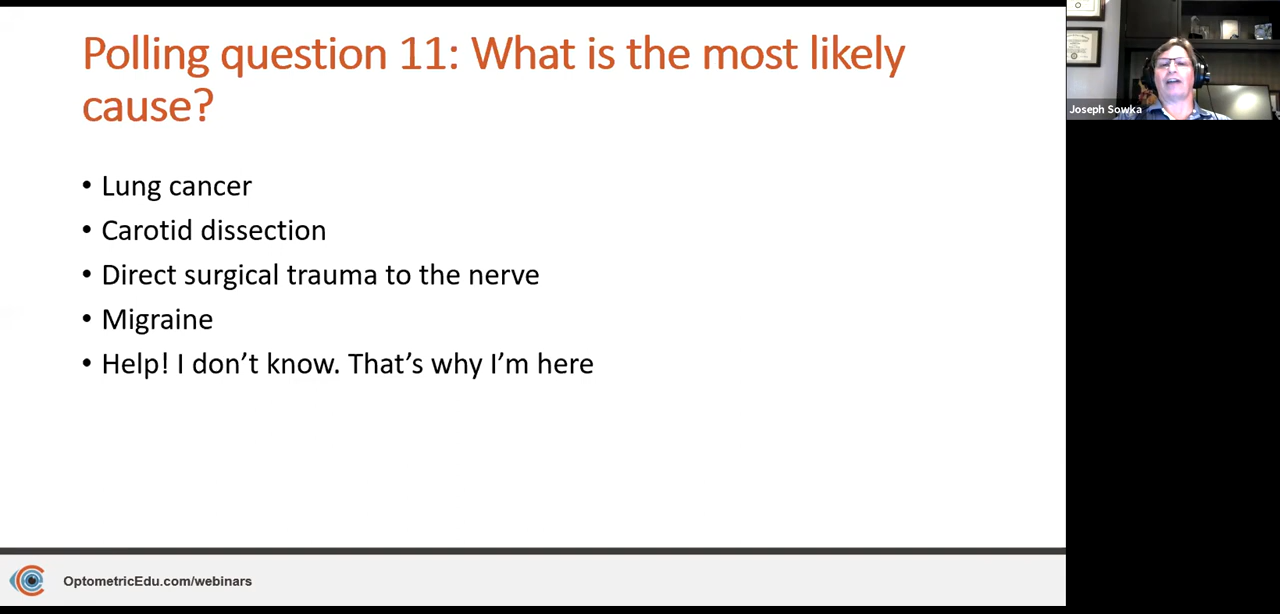 Polling question 11: What is the most likely
cause?
• Lung cancer
• Carotid dissection
• Direct surgical trauma to the nerve
• Migraine
• Help! I don’t know. That’s why I’m here
Joseph Sowka
OptometricEdu.com/webinars